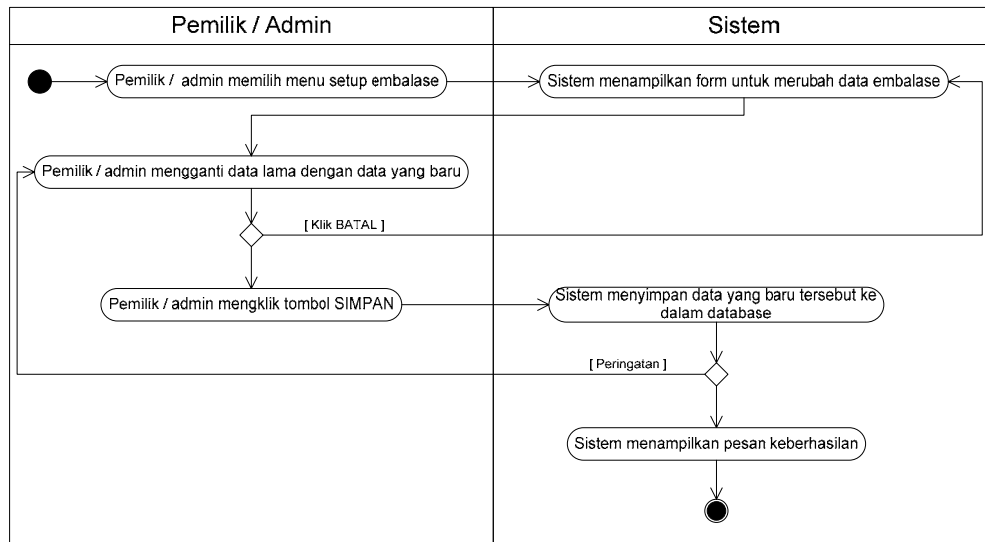 Pemilik / Admin
Sistem
Pemilik / admin memilih menu setup embalase
Sistem menampilkan form untuk merubah data embalase
Pemilik / admin mengganti data lama dengan data yang baru
[ Klik BATAL ]
Pemilik / admin mengklik tombol SIMPAN
Sistem menyimpan data yang baru tersebut ke
dalam database
[ Peringatan ]
Sistem menampilkan pesan keberhasilan